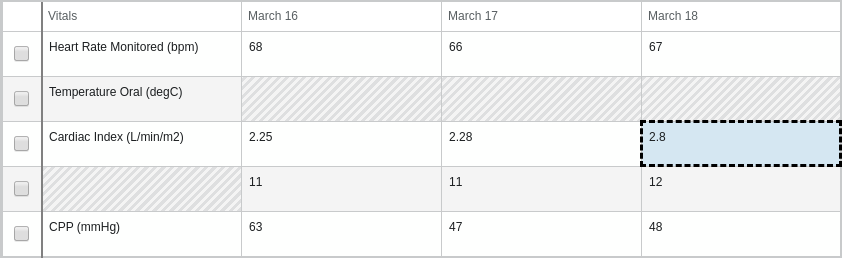 Vitals March 16 March 17 March 18
Heart Rate Monitored (bpm) 68 66 67
Temperature Oral (degC)
Cardiac Index (L/min/m2) 2.25 2.28 2.8
11 11 12
CPP (mmHg) 63 47 48